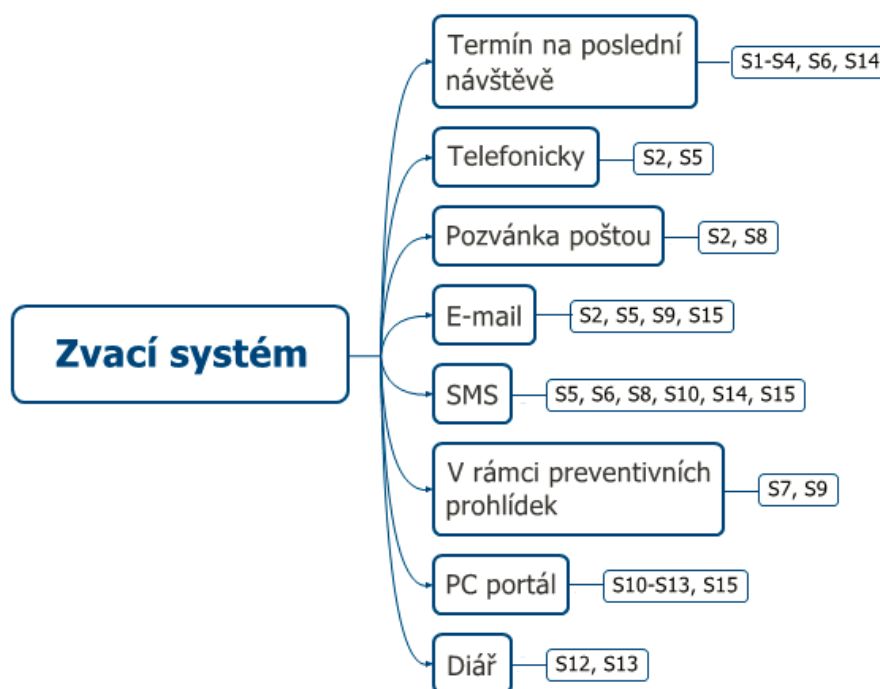 Termín na poslední
návštěvě
S1-S4, S6, S14
Telefonicky
S2, S5
Pozvánka poštou
S2, S8
E-mail
S2, S5, S9, S15
Zvací systém
SMS
S5, S6, S8, S10, S14, S15
V rámci preventivních
prohlídek
S7, S9
PC portál
S10-S13, S15
Diář
S12, S13